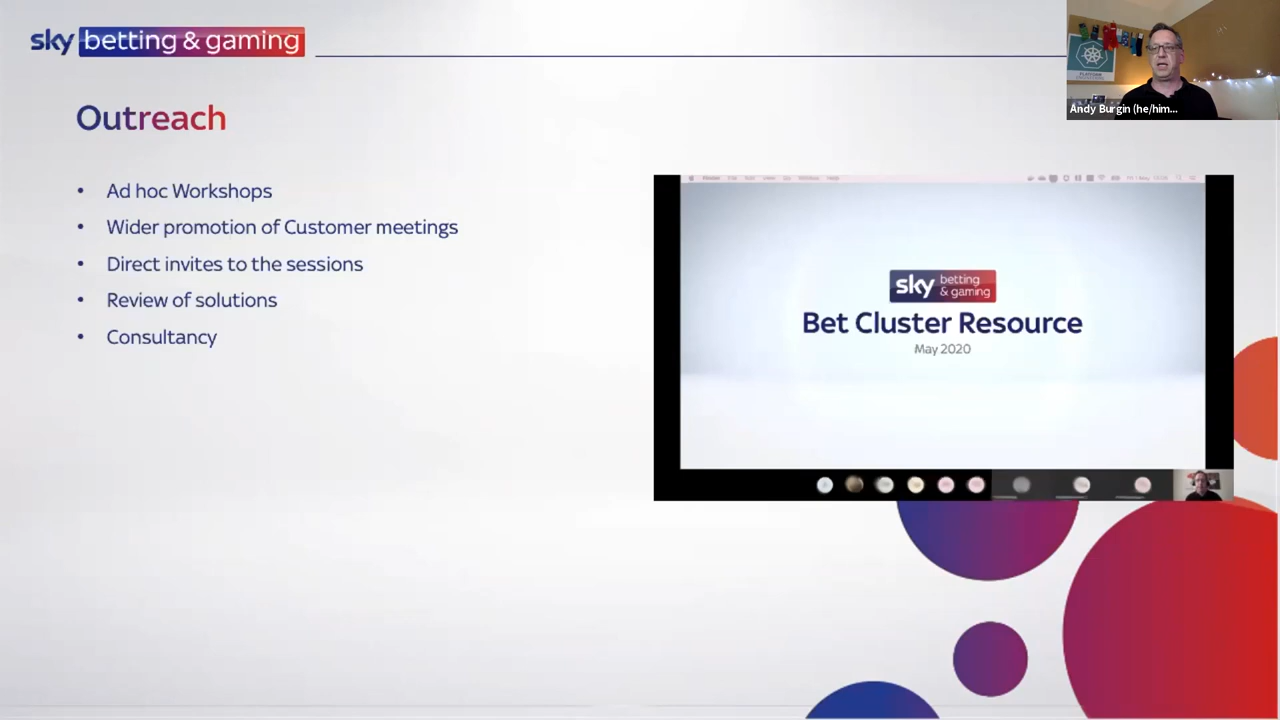 sky betting & gaming
Andy Burgin (he/him...
Outreach
• Ad hoc Workshops
• Wider promotion of Customer meetings
• Direct invites to the sessions
• Review of solutions
• Consultancy
sky betting
& gaming
Bet Cluster Resource
May 2020